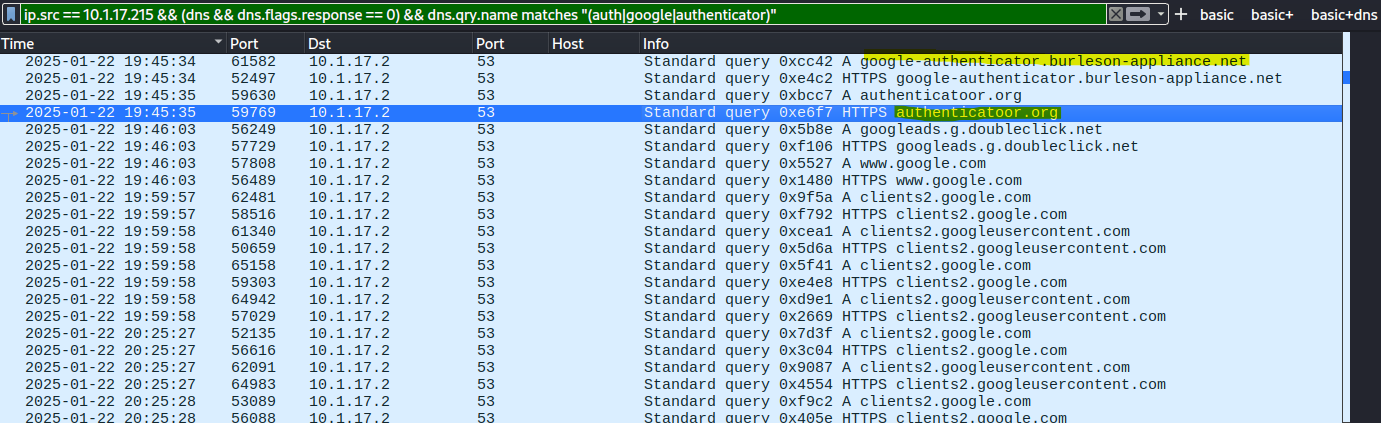 ip.src == 10.1.17.215 && (dns && dns.flags.response == 0) && dns.qry.name matches "(auth|google|authenticator)" + basic basic+ basic+dns
Time Port Dst Port Host Info
2025-01-22 19:45:34 61582 10.1.17.2 53 Standard query 0xcc42 A google-authenticator.burleson-appliance.net
2025-01-22 19:45:34 52497 10.1.17.2 53 Standard query 0xe4c2 HTTPS google-authenticator.burleson-appliance.net
2025-01-22 19:45:35 59630 10.1.17.2 53 Standard query 0xbcc7 A authenticatoor.org
2025-01-22 19:45:35 59769 10.1.17.2 53 Standard query 0xe6f7 HTTPS authenticatoor.org
2025-01-22 19:46:03 56249 10.1.17.2 53 Standard query 0x5b8e A googleads.g.doubleclick.net
2025-01-22 19:46:03 57729 10.1.17.2 53 Standard query 0xf106 HTTPS googleads.g.doubleclick.net
2025-01-22 19:46:03 57808 10.1.17.2 53 Standard query 0x5527 A www.google.com
2025-01-22 19:46:03 56489 10.1.17.2 53 Standard query 0x1480 HTTPS www.google.com
2025-01-22 19:59:57 62481 10.1.17.2 53 Standard query 0x9f5a A clients2.google.com
2025-01-22 19:59:57 58516 10.1.17.2 53 Standard query 0xf792 HTTPS clients2.google.com
2025-01-22 19:59:58 61340 10.1.17.2 53 Standard query 0xcea1 A clients2.googleusercontent.com
2025-01-22 19:59:58 50659 10.1.17.2 53 Standard query 0x5d6a HTTPS clients2.googleusercontent.com
2025-01-22 19:59:58 65158 10.1.17.2 53 Standard query 0x5f41 A clients2.google.com
2025-01-22 19:59:58 59303 10.1.17.2 53 Standard query 0xe4e8 HTTPS clients2.google.com
2025-01-22 19:59:58 64942 10.1.17.2 53 Standard query 0xd9e1 A clients2.googleusercontent.com
2025-01-22 19:59:58 57029 10.1.17.2 53 Standard query 0x2669 HTTPS clients2.googleusercontent.com
2025-01-22 20:25:27 52135 10.1.17.2 53 Standard query 0x7d3f A clients2.google.com
2025-01-22 20:25:27 56616 10.1.17.2 53 Standard query 0x3c04 HTTPS clients2.google.com
2025-01-22 20:25:27 62091 10.1.17.2 53 Standard query 0x9087 A clients2.googleusercontent.com
2025-01-22 20:25:27 64983 10.1.17.2 53 Standard query 0x4554 HTTPS clients2.googleusercontent.com
2025-01-22 20:25:28 53089 10.1.17.2 53 Standard query 0xf9c2 A clients2.google.com
2025-01-22 20:25:28 56088 10.1.17.2 53 Standard query 0x405e HTTPS clients2.google.com